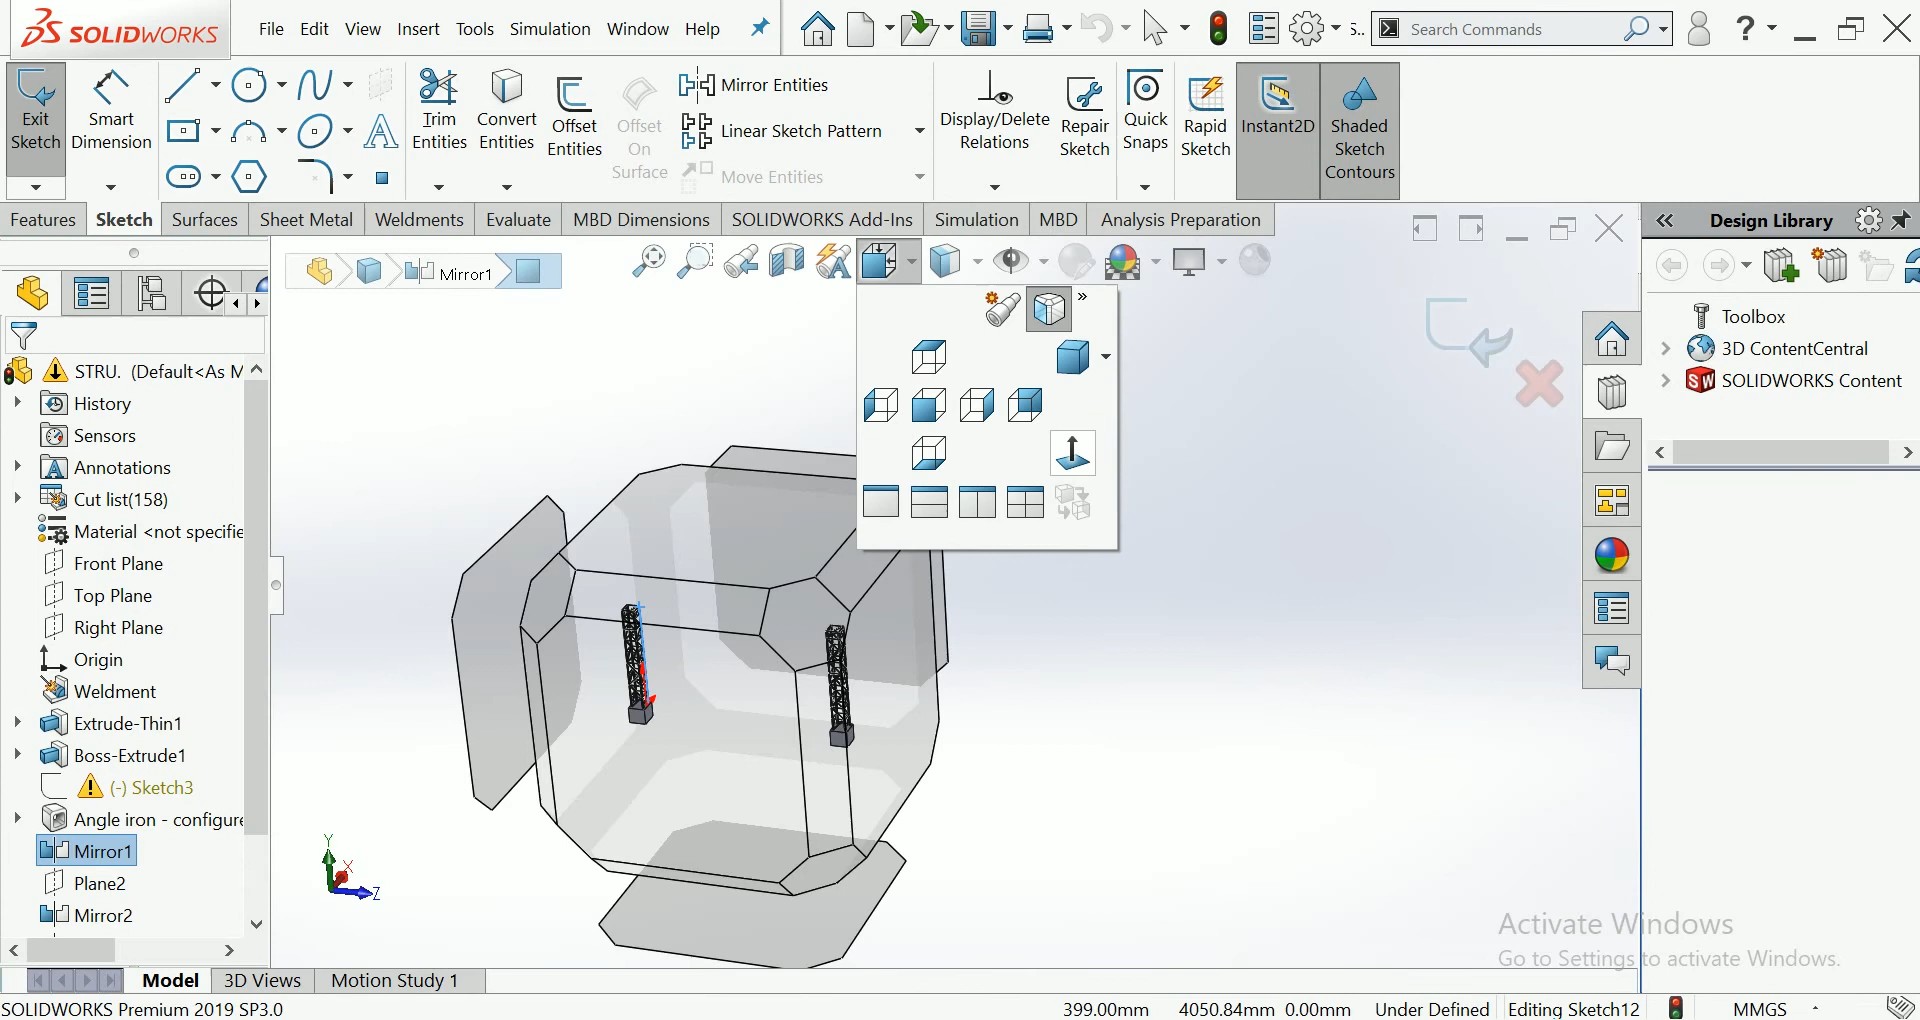 SOLIDWORKS
File Edit View Insert Tools Simulation Window Help
S..
Search Commands
?
Exit Sketch
Smart Dimension
Trim Entities
Convert Entities
Offset Entities
Offset On Surface
Mirror Entities
Linear Sketch Pattern
Move Entities
Display/Delete Relations
Repair Sketch
Quick Snaps
Rapid Sketch
Instant2D
Shaded Sketch Contours
Features Sketch Surfaces Sheet Metal Weldments Evaluate MBD Dimensions SOLIDWORKS Add-Ins Simulation MBD Analysis Preparation
Design Library
Mirror1
Toolbox
3D ContentCentral
SOLIDWORKS Content
STRU. (Default<As M
History
Sensors
Annotations
Cut list(158)
Material <not specifie
Front Plane
Top Plane
Right Plane
Origin
Weldment
Extrude-Thin1
Boss-Extrude1
(-) Sketch3
Angle iron - configure
Mirror1
Plane2
Mirror2
Y
X
Z
Activate Windows
Go to Settings to activate Windows.
Model 3D Views Motion Study 1
SOLIDWORKS Premium 2019 SP3.0
399.00mm 4050.84mm 0.00mm Under Defined Editing Sketch12 MMGS